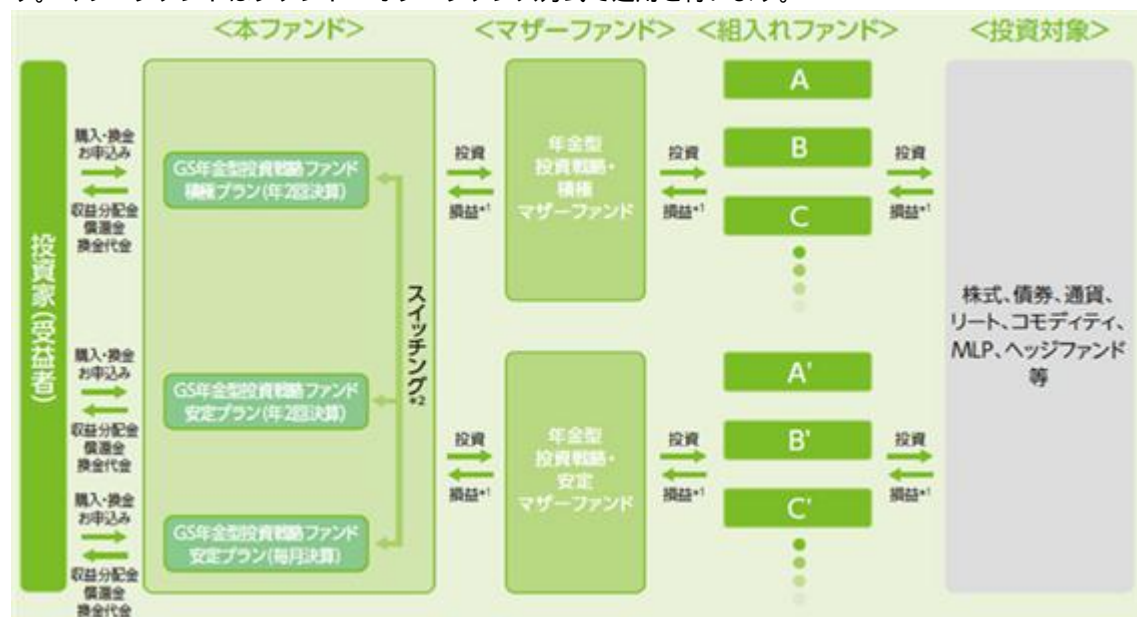 ＜本ファンド＞
＜マザーファンド＞
＜組入れファンド＞
＜投資対象＞
投資家(受益者)
購入・換金
お申込み
収益分配金
償還金
換金代金
GS年金型投資戦略ファンド
積極プラン(年2回決算)
購入・換金
お申込み
収益分配金
償還金
換金代金
GS年金型投資戦略ファンド
安定プラン(年2回決算)
購入・換金
お申込み
収益分配金
償還金
換金代金
GS年金型投資戦略ファンド
安定プラン(毎月決算)
スイッチング*2
投資
損益*1
年金型
投資戦略・
積極
マザーファンド
投資
損益*1
A
B
C
投資
損益*1
投資
損益*1
年金型
投資戦略・
安定
マザーファンド
投資
損益*1
A'
B'
C'
投資
損益*1
株式、債券、通貨、
リート、コモディティ、
MLP、ヘッジファンド
等